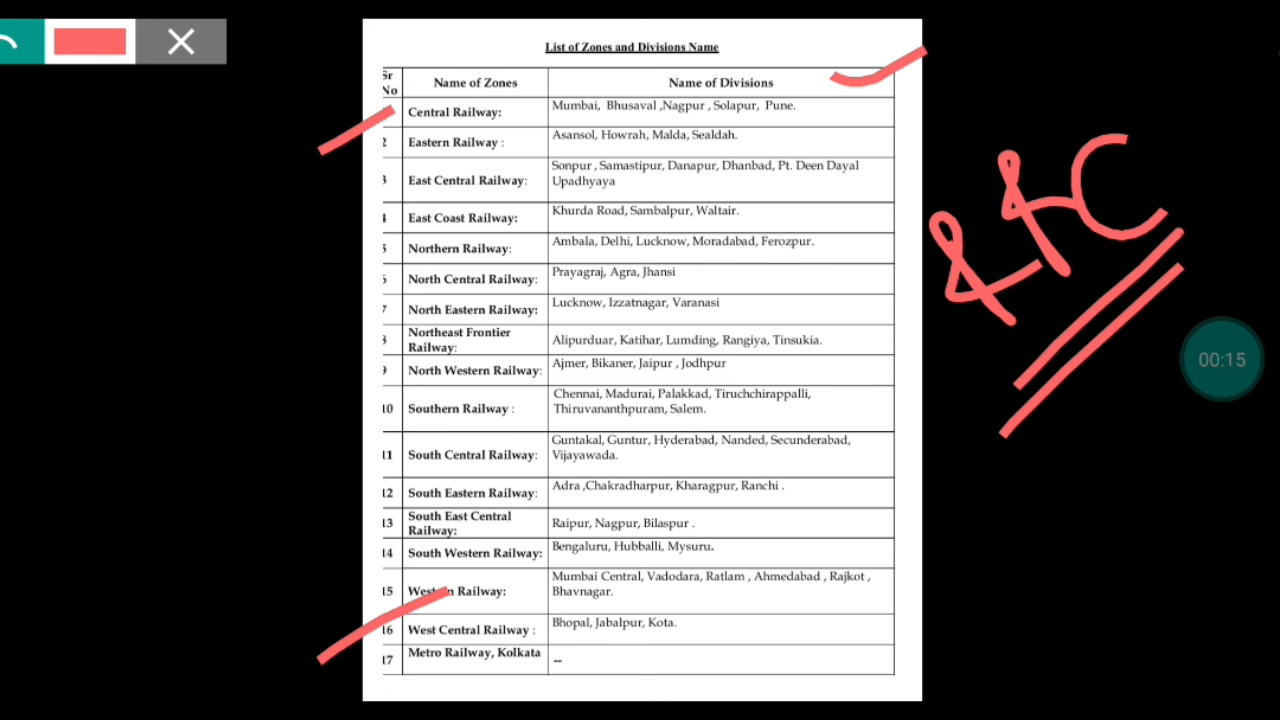 List of Zones and Divisions Name
Sr No Name of Zones Name of Divisions
Central Railway: Mumbai, Bhusaval ,Nagpur , Solapur, Pune.
2 Eastern Railway : Asansol, Howrah, Malda, Sealdah.
3 East Central Railway: Sonpur , Samastipur, Danapur, Dhanbad, Pt. Deen Dayal
Upadhyaya
4 East Coast Railway: Khurda Road, Sambalpur, Waltair.
5 Northern Railway: Ambala, Delhi, Lucknow, Moradabad, Ferozpur.
6 North Central Railway: Prayagraj, Agra, Jhansi
7 North Eastern Railway: Lucknow, Izzatnagar, Varanasi
8 Northeast Frontier
Railway: Alipurduar, Katihar, Lumding, Rangiya, Tinsukia.
9 North Western Railway: Ajmer, Bikaner, Jaipur , Jodhpur
10 Southern Railway : Chennai, Madurai, Palakkad, Tiruchchirappalli,
Thiruvananthpuram, Salem.
11 South Central Railway: Guntakal, Guntur, Hyderabad, Nanded, Secunderabad,
Vijayawada.
12 South Eastern Railway: Adra ,Chakradharpur, Kharagpur, Ranchi .
13 South East Central
Railway: Raipur, Nagpur, Bilaspur .
14 South Western Railway: Bengaluru, Hubballi, Mysuru.
15 Western Railway: Mumbai Central, Vadodara, Ratlam , Ahmedabad , Rajkot ,
Bhavnagar.
16 West Central Railway : Bhopal, Jabalpur, Kota.
17 Metro Railway, Kolkata --
RRC
00:15